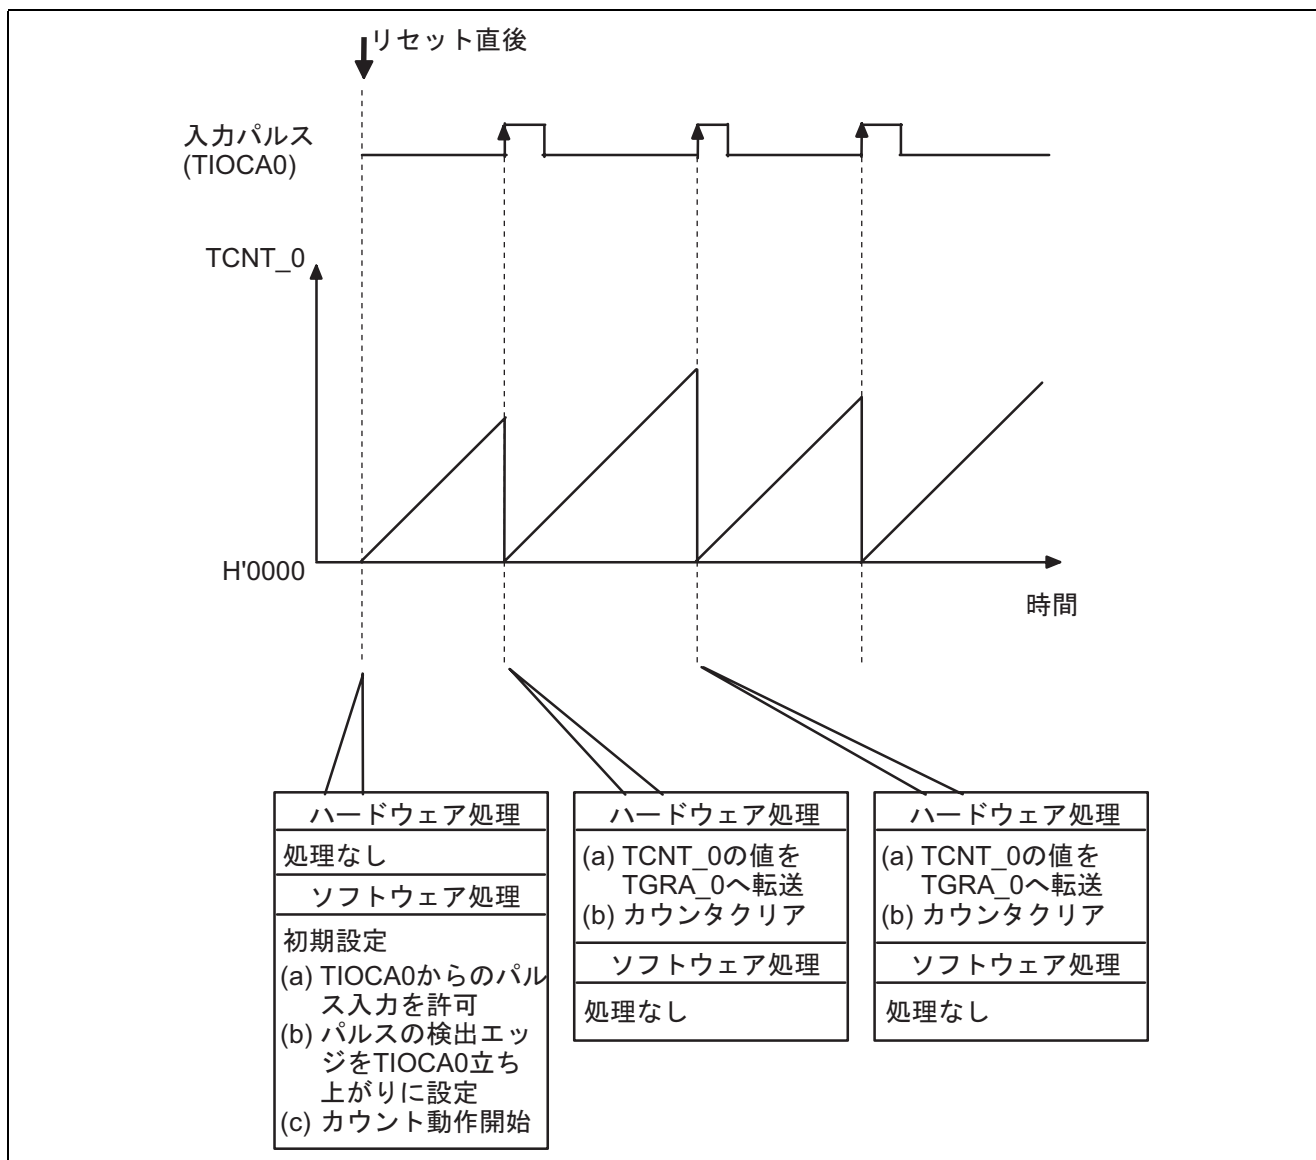 リセット直後
入力パルス
(TIOCA0)
TCNT_0
H'0000
時間
ハードウェア処理
処理なし
ソフトウェア処理
初期設定
(a) TIOCA0からのパル
ス入力を許可
(b) パルスの検出エッ
ジをTIOCA0立ち
上がりに設定
(c) カウント動作開始
ハードウェア処理
(a) TCNT_0の値を
TGRA_0へ転送
(b) カウンタクリア
ソフトウェア処理
処理なし
ハードウェア処理
(a) TCNT_0の値を
TGRA_0へ転送
(b) カウンタクリア
ソフトウェア処理
処理なし